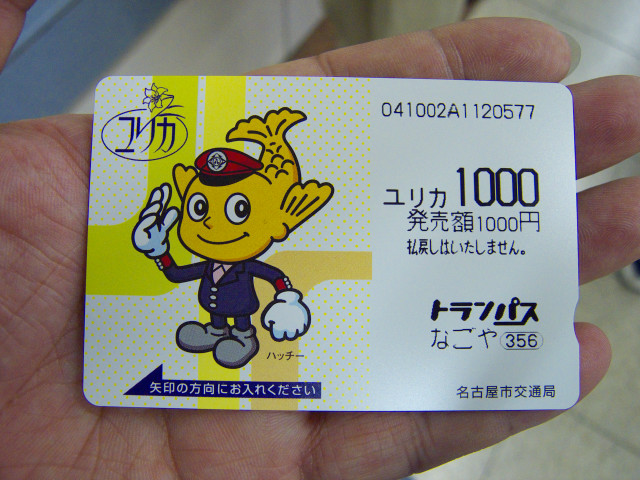 ユリカ
041002A1120577
ユリカ 1000
発売額1000円
払戻しはいたしません。
トランパス
なごや 356
ハッチー
矢印の方向にお入れください
名古屋市交通局